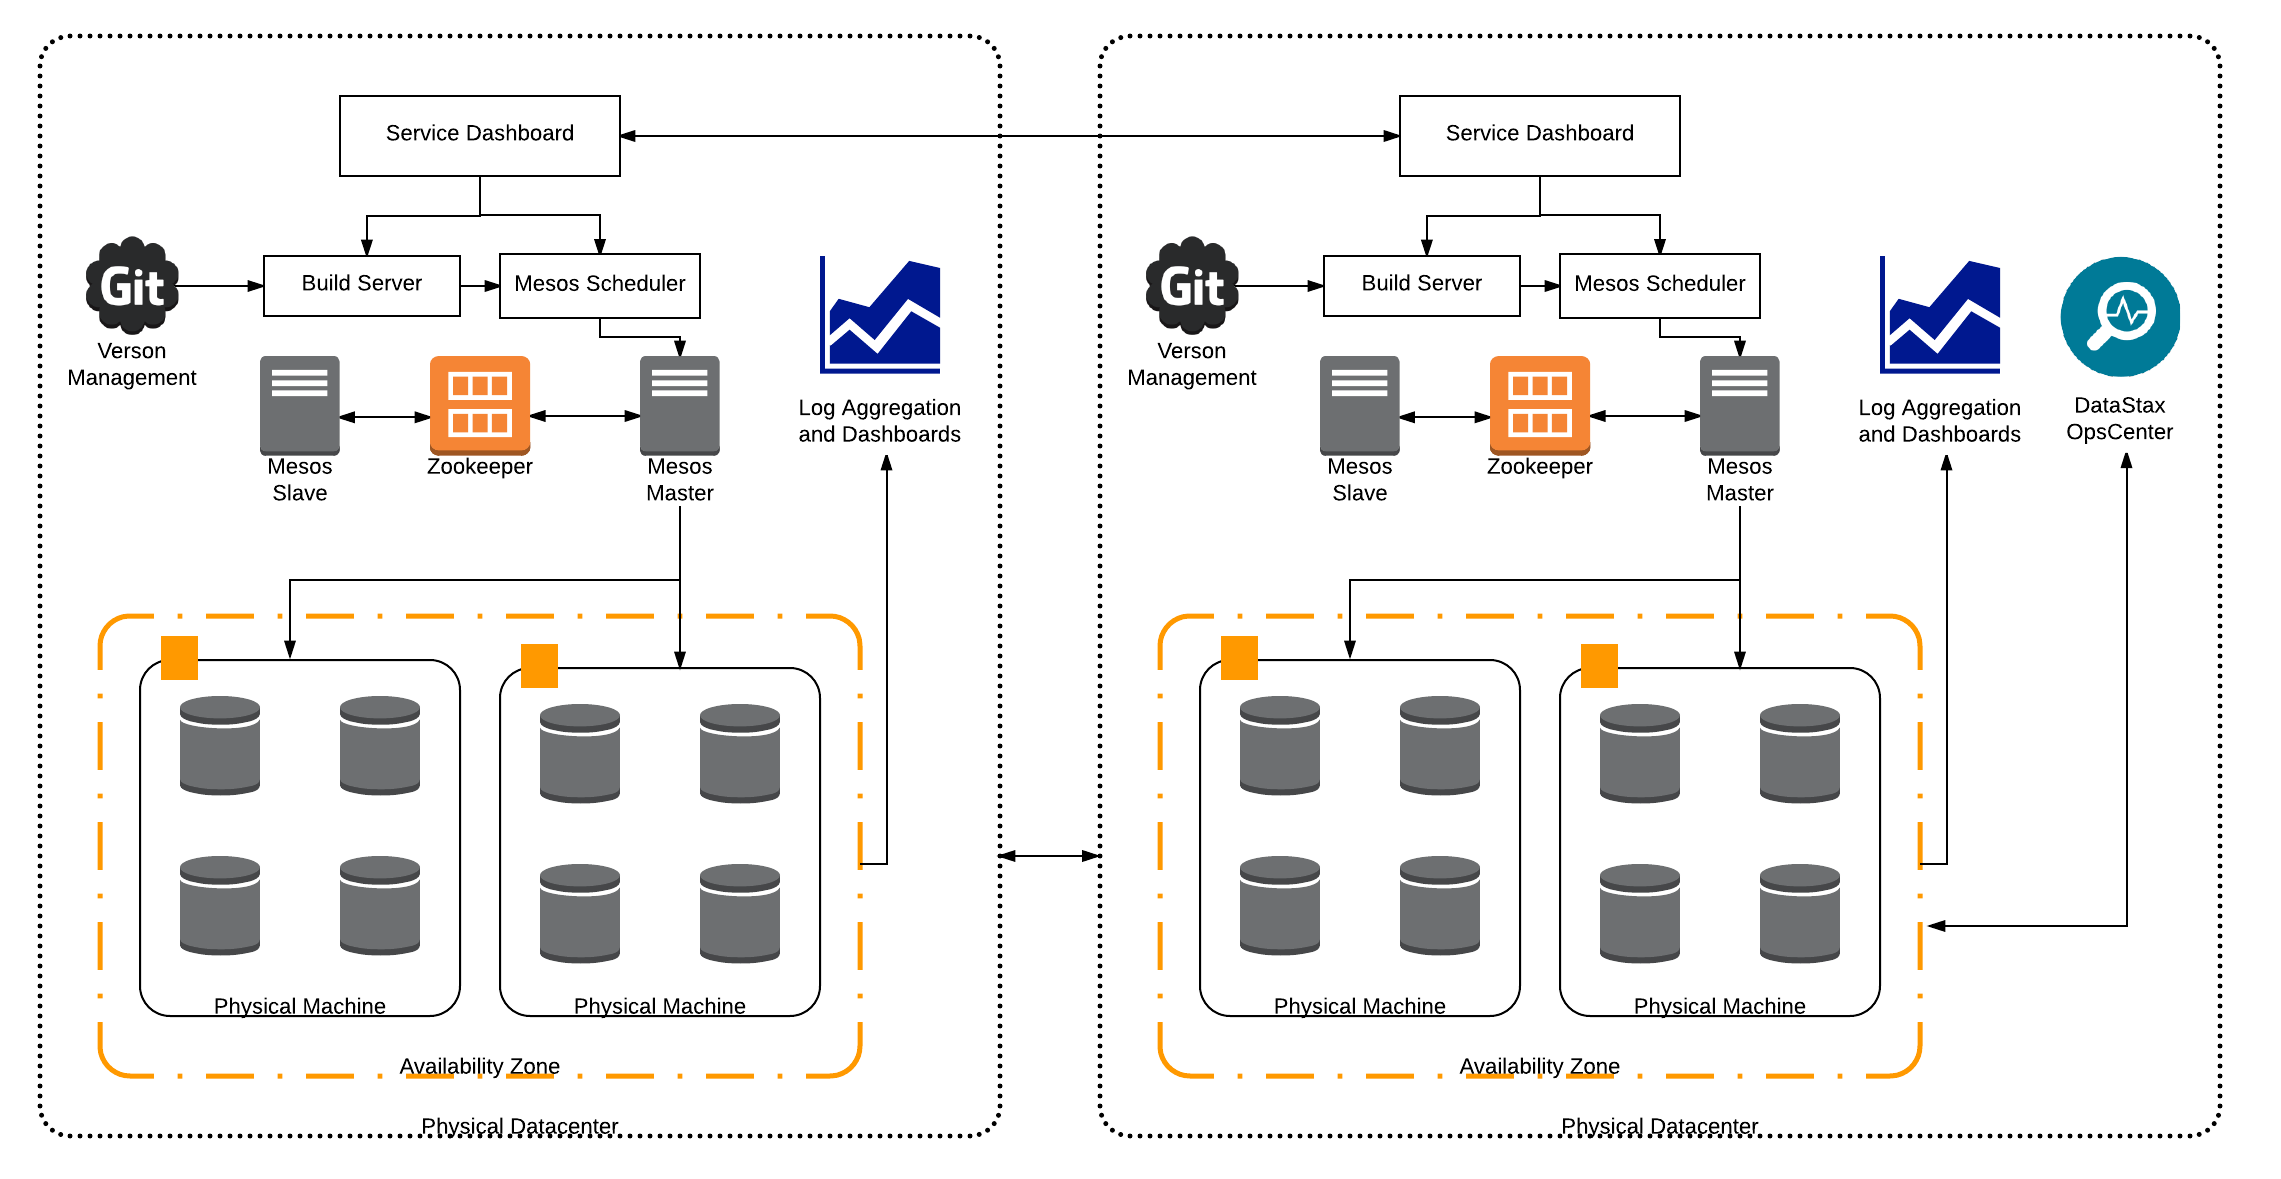 Service Dashboard
Git
Build Server
Mesos Scheduler
Verson
Management
Log Aggregation
and Dashboards
Mesos
Slave
Zookeeper
Mesos
Master
Physical Machine
Physical Machine
Availability Zone
Physical Datacenter
Service Dashboard
Git
Build Server
Mesos Scheduler
Verson
Management
Log Aggregation
and Dashboards
DataStax
OpsCenter
Mesos
Slave
Zookeeper
Mesos
Master
Physical Machine
Physical Machine
Availability Zone
Physical Datacenter